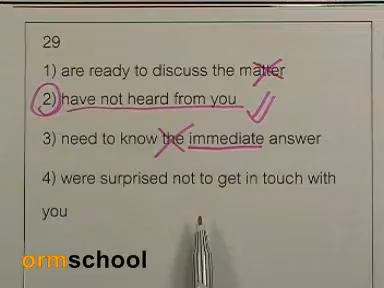 29
1) are ready to discuss the matter
2) have not heard from you
3) need to know the immediate answer
4) were surprised not to get in touch with
you
ormschool